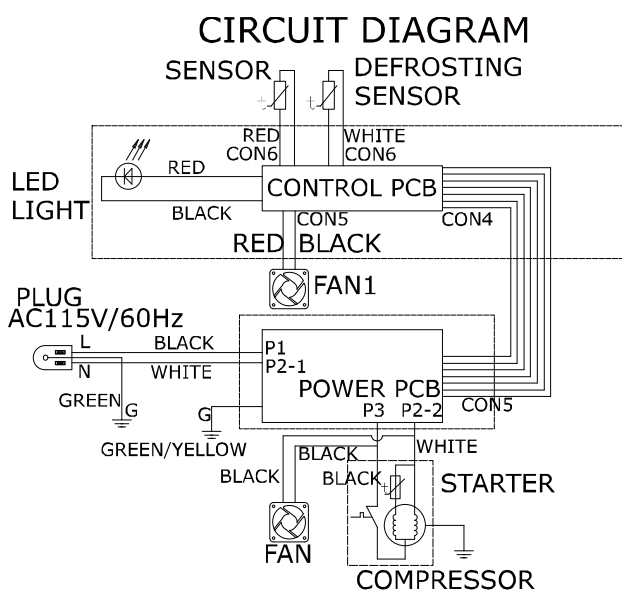 CIRCUIT DIAGRAM
SENSOR
DEFROSTING
SENSOR
RED
CON6
WHITE
CON6
LED
LIGHT
RED
BLACK
CONTROL PCB
CON5
CON4
RED BLACK
FAN1
PLUG
AC115V/60Hz
L
BLACK
N
WHITE
GREEN
G
P1
P2-1
POWER PCB
P3
P2-2
CON5
G
GREEN/YELLOW
BLACK
WHITE
BLACK
BLACK
STARTER
FAN
COMPRESSOR